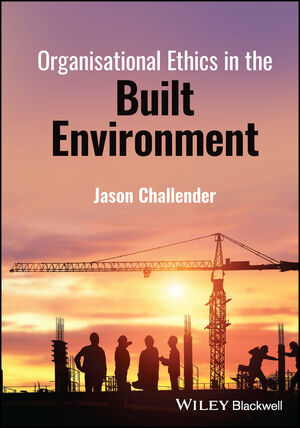 Organisational Ethics in the
Built
Environment
Jason Challender
WILEY Blackwell